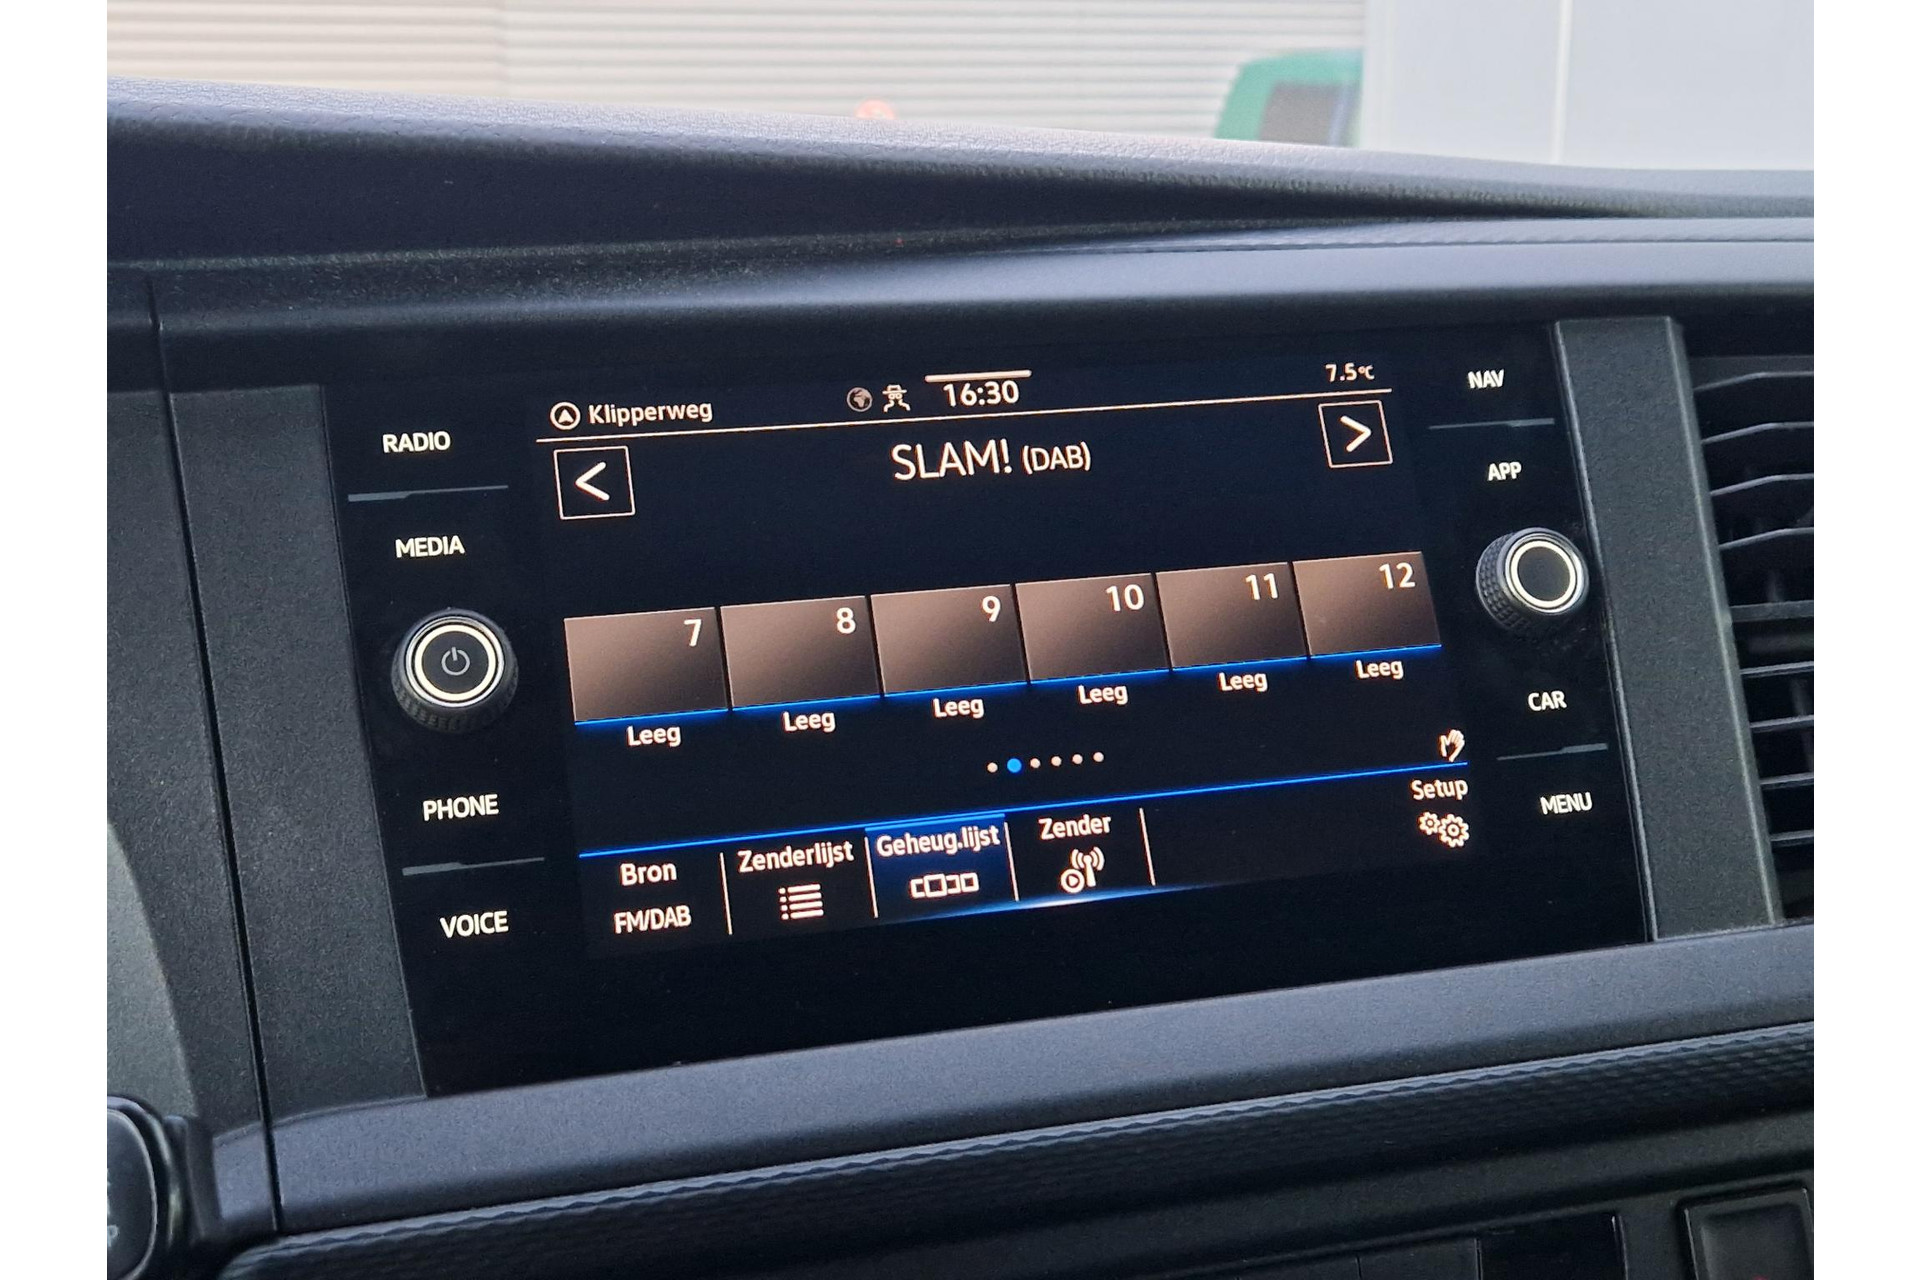 Klipperweg
16:30
7.5°C
NAV
RADIO
SLAM! (DAB)
APP
MEDIA
7
8
9
10
11
12
Leeg
Leeg
Leeg
Leeg
Leeg
Leeg
CAR
PHONE
Setup
MENU
Bron
Zenderlijst
Geheug.lijst
Zender
FM/DAB
VOICE